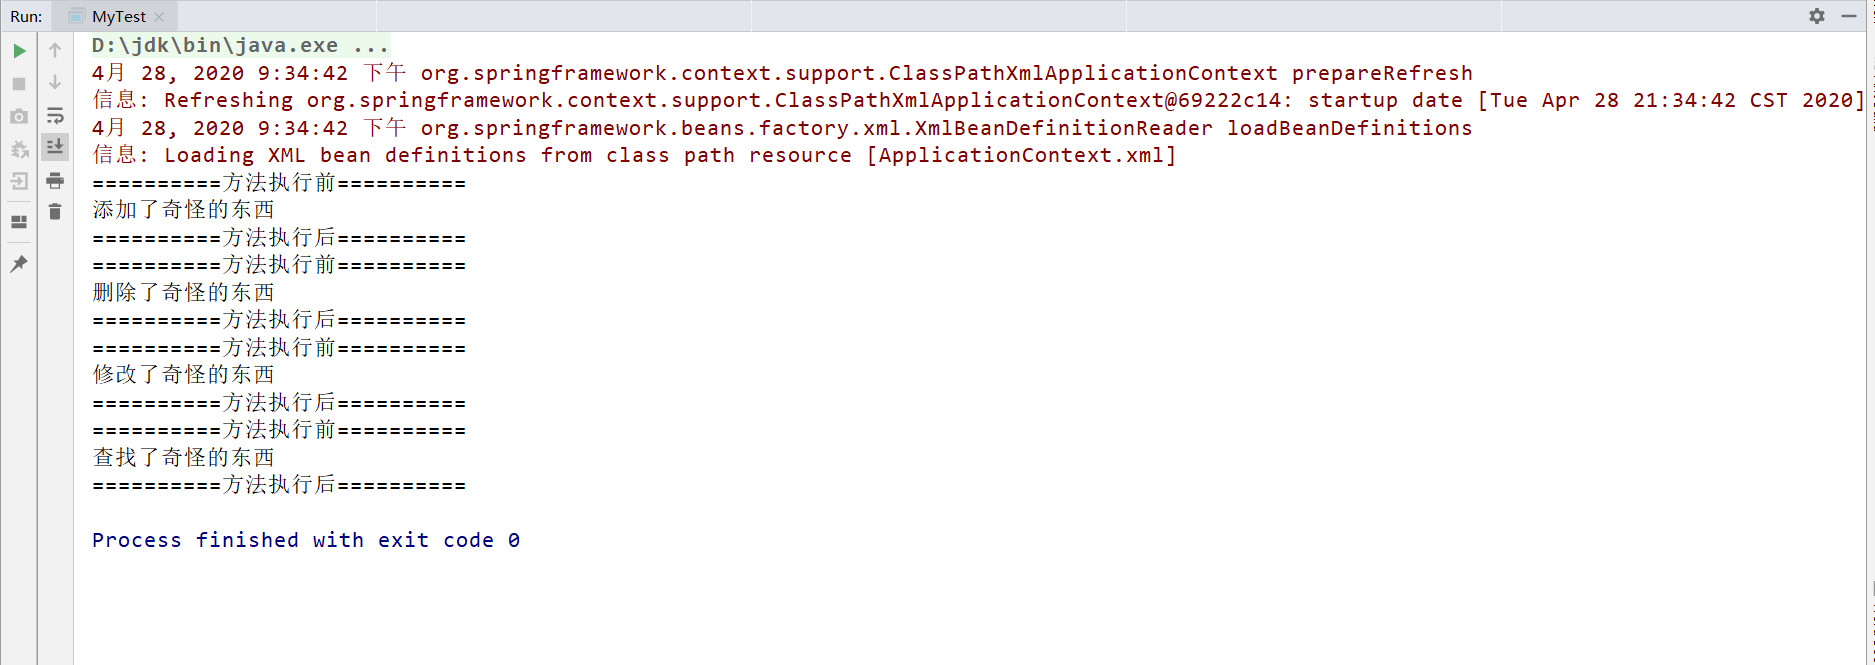 Run: MyTest
D:\jdk\bin\java.exe ...
4月 28, 2020 9:34:42 下午 org.springframework.context.support.ClassPathXmlApplicationContext prepareRefresh
信息: Refreshing org.springframework.context.support.ClassPathXmlApplicationContext@69222c14: startup date [Tue Apr 28 21:34:42 CST 2020]
4月 28, 2020 9:34:42 下午 org.springframework.beans.factory.xml.XmlBeanDefinitionReader loadBeanDefinitions
信息: Loading XML bean definitions from class path resource [ApplicationContext.xml]
==========方法执行前==========
添加了奇怪的东西
==========方法执行后==========
==========方法执行前==========
删除了奇怪的东西
==========方法执行后==========
==========方法执行前==========
修改了奇怪的东西
==========方法执行后==========
==========方法执行前==========
查找了奇怪的东西
==========方法执行后==========
Process finished with exit code 0